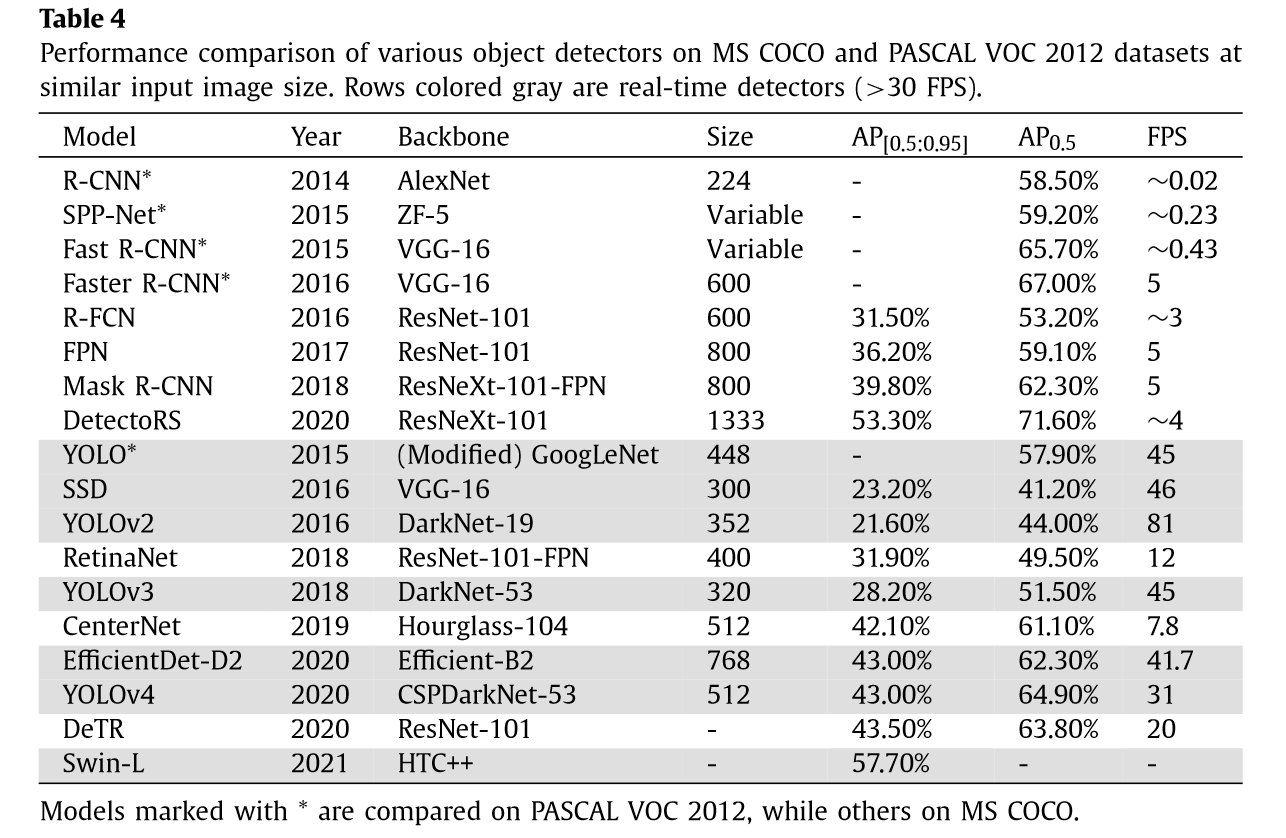 Table 4
Performance comparison of various object detectors on MS COCO and PASCAL VOC 2012 datasets at
similar input image size. Rows colored gray are real-time detectors (>30 FPS).
Model Year Backbone Size AP[0.5:0.95] AP0.5 FPS
R-CNN* 2014 AlexNet 224 - 58.50% ~0.02
SPP-Net* 2015 ZF-5 Variable - 59.20% ~0.23
Fast R-CNN* 2015 VGG-16 Variable - 65.70% ~0.43
Faster R-CNN* 2016 VGG-16 600 - 67.00% 5
R-FCN 2016 ResNet-101 600 31.50% 53.20% ~3
FPN 2017 ResNet-101 800 36.20% 59.10% 5
Mask R-CNN 2018 ResNeXt-101-FPN 800 39.80% 62.30% 5
DetectoRS 2020 ResNeXt-101 1333 53.30% 71.60% ~4
YOLO* 2015 (Modified) GoogLeNet 448 - 57.90% 45
SSD 2016 VGG-16 300 23.20% 41.20% 46
YOLOv2 2016 DarkNet-19 352 21.60% 44.00% 81
RetinaNet 2018 ResNet-101-FPN 400 31.90% 49.50% 12
YOLOv3 2018 DarkNet-53 320 28.20% 51.50% 45
CenterNet 2019 Hourglass-104 512 42.10% 61.10% 7.8
EfficientDet-D2 2020 Efficient-B2 768 43.00% 62.30% 41.7
YOLOv4 2020 CSPDarkNet-53 512 43.00% 64.90% 31
DeTR 2020 ResNet-101 - 43.50% 63.80% 20
Swin-L 2021 HTC++ - 57.70% - -
Models marked with * are compared on PASCAL VOC 2012, while others on MS COCO.